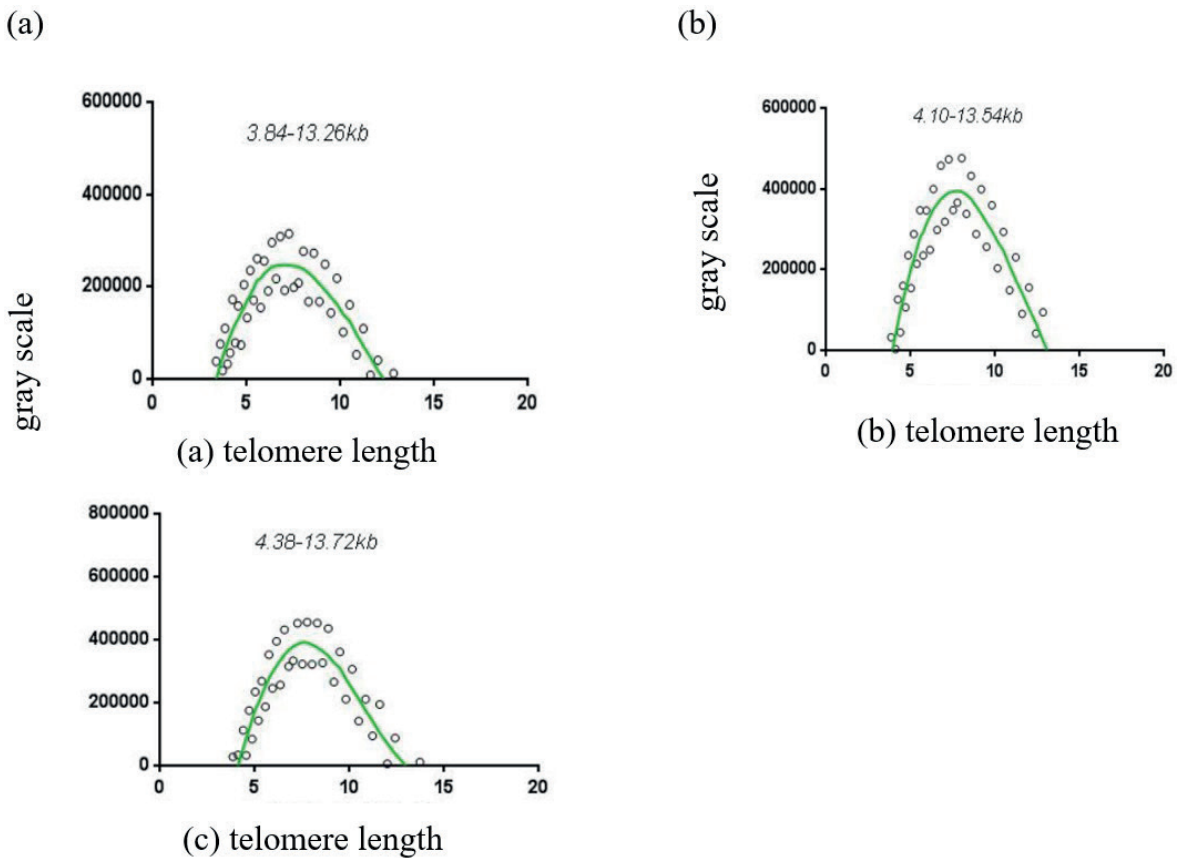 (a)
(b)
600000
400000
200000
0
3.84-13.26kb
0 5 10 15 20
gray scale
(a) telomere length
600000
400000
200000
0
4.10-13.54kb
0 5 10 15 20
gray scale
(b) telomere length
800000
600000
400000
200000
0
4.38-13.72kb
0 5 10 15 20
(c) telomere length